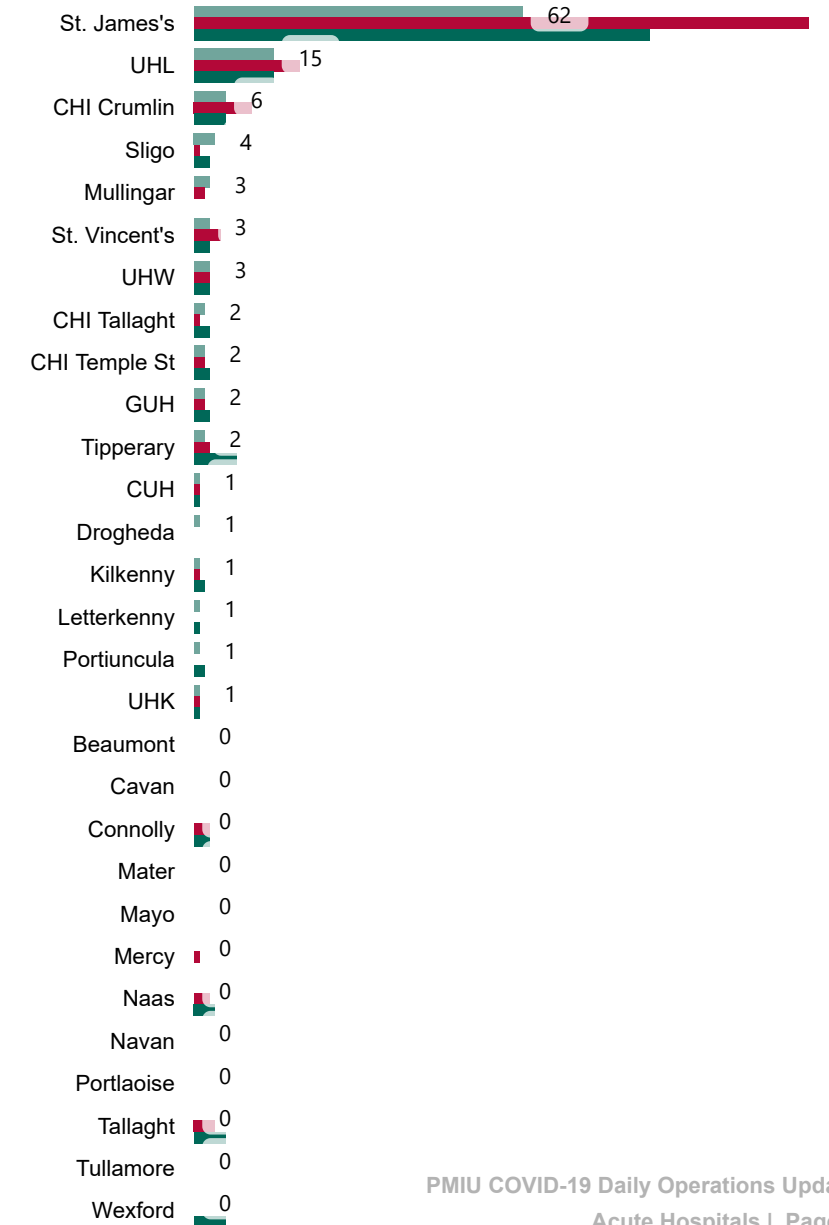 St. James's 62
UHL 15
CHI Crumlin 6
Sligo 4
Mullingar 3
St. Vincent's 3
UHW 3
CHI Tallaght 2
CHI Temple St 2
GUH 2
Tipperary 2
CUH 1
Drogheda 1
Kilkenny 1
Letterkenny 1
Portiuncula 1
UHK 1
Beaumont 0
Cavan 0
Connolly 0
Mater 0
Mayo 0
Mercy 0
Naas 0
Navan 0
Portlaoise 0
Tallaght 0
Tullamore 0
Wexford 0
PMIU COVID-19 Daily Operations Upda
Acute Hospitals | Page